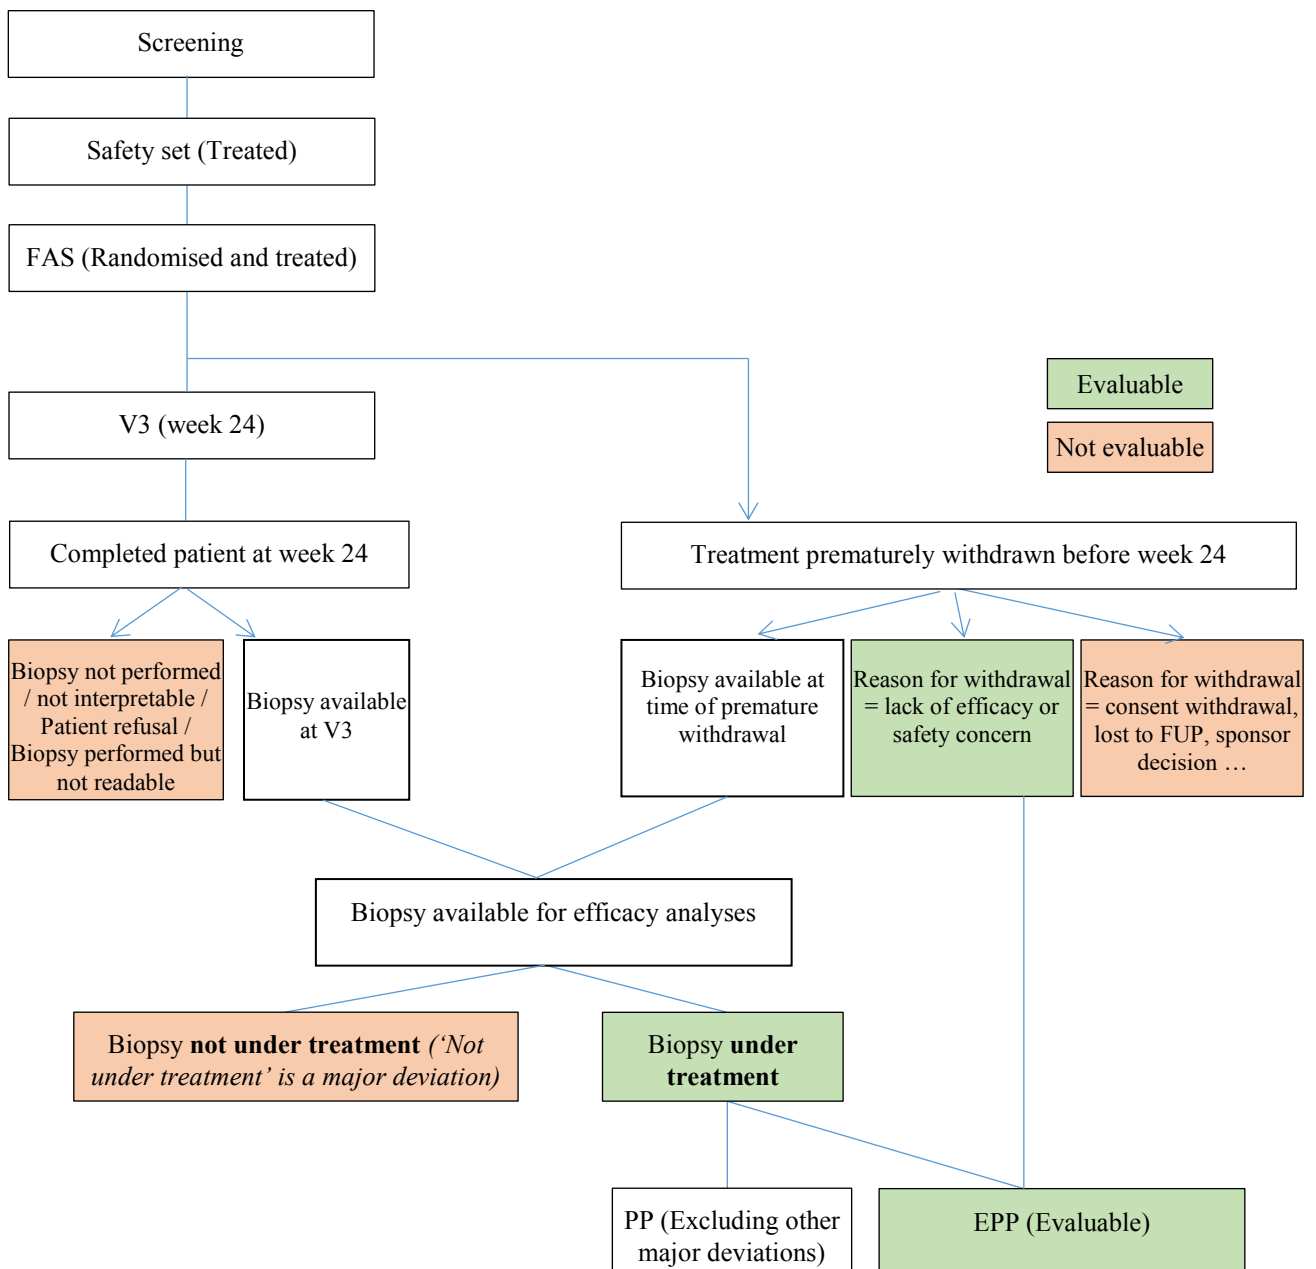 Screening
Safety set (Treated)
FAS (Randomised and treated)
Evaluable
V3 (week 24)
Not evaluable
Completed patient at week 24
Treatment prematurely withdrawn before week 24
Biopsy not performed
/ not interpretable /
Patient refusal /
Biopsy performed but
not readable
Biopsy available
at V3
Biopsy available at
time of premature
withdrawal
Reason for withdrawal
= lack of efficacy or
safety concern
Reason for withdrawal
= consent withdrawal,
lost to FUP, sponsor
decision …
Biopsy available for efficacy analyses
Biopsy not under treatment (‘Not
under treatment’ is a major deviation)
Biopsy under
treatment
PP (Excluding other
major deviations)
EPP (Evaluable)